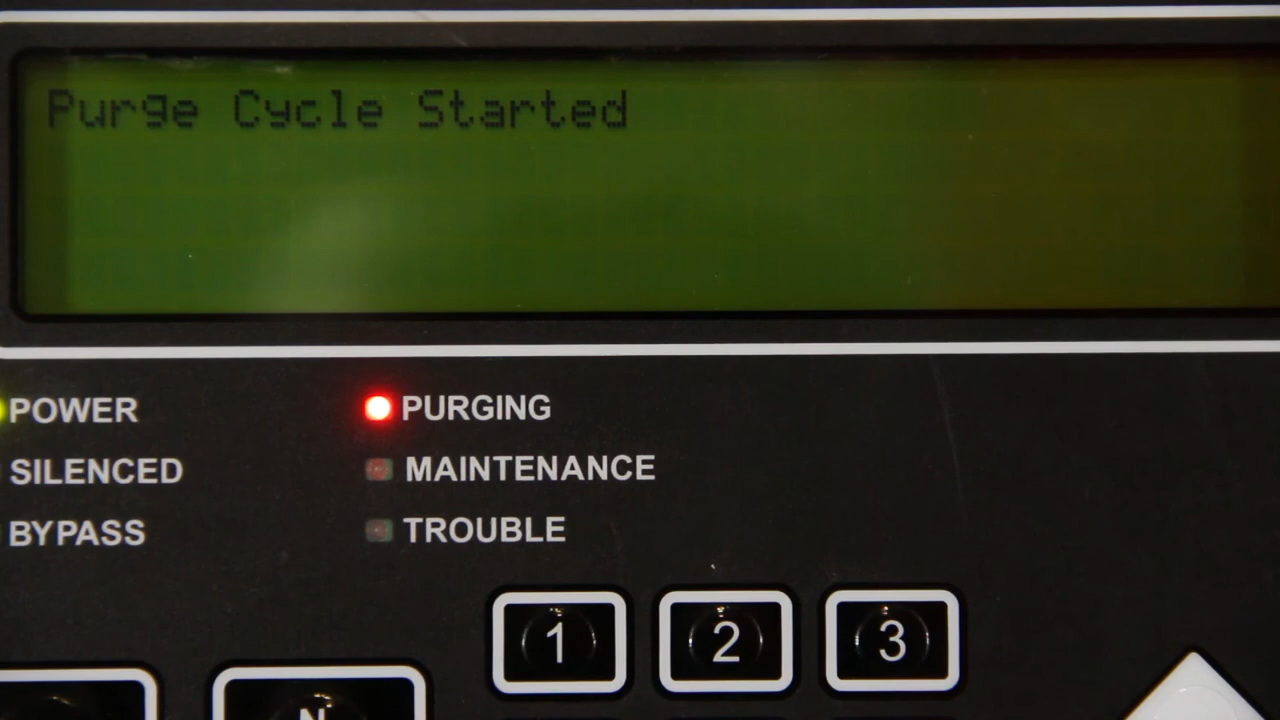 Purge Cycle Started
POWER
PURGING
SILENCED
MAINTENANCE
BYPASS
TROUBLE
1 2 3